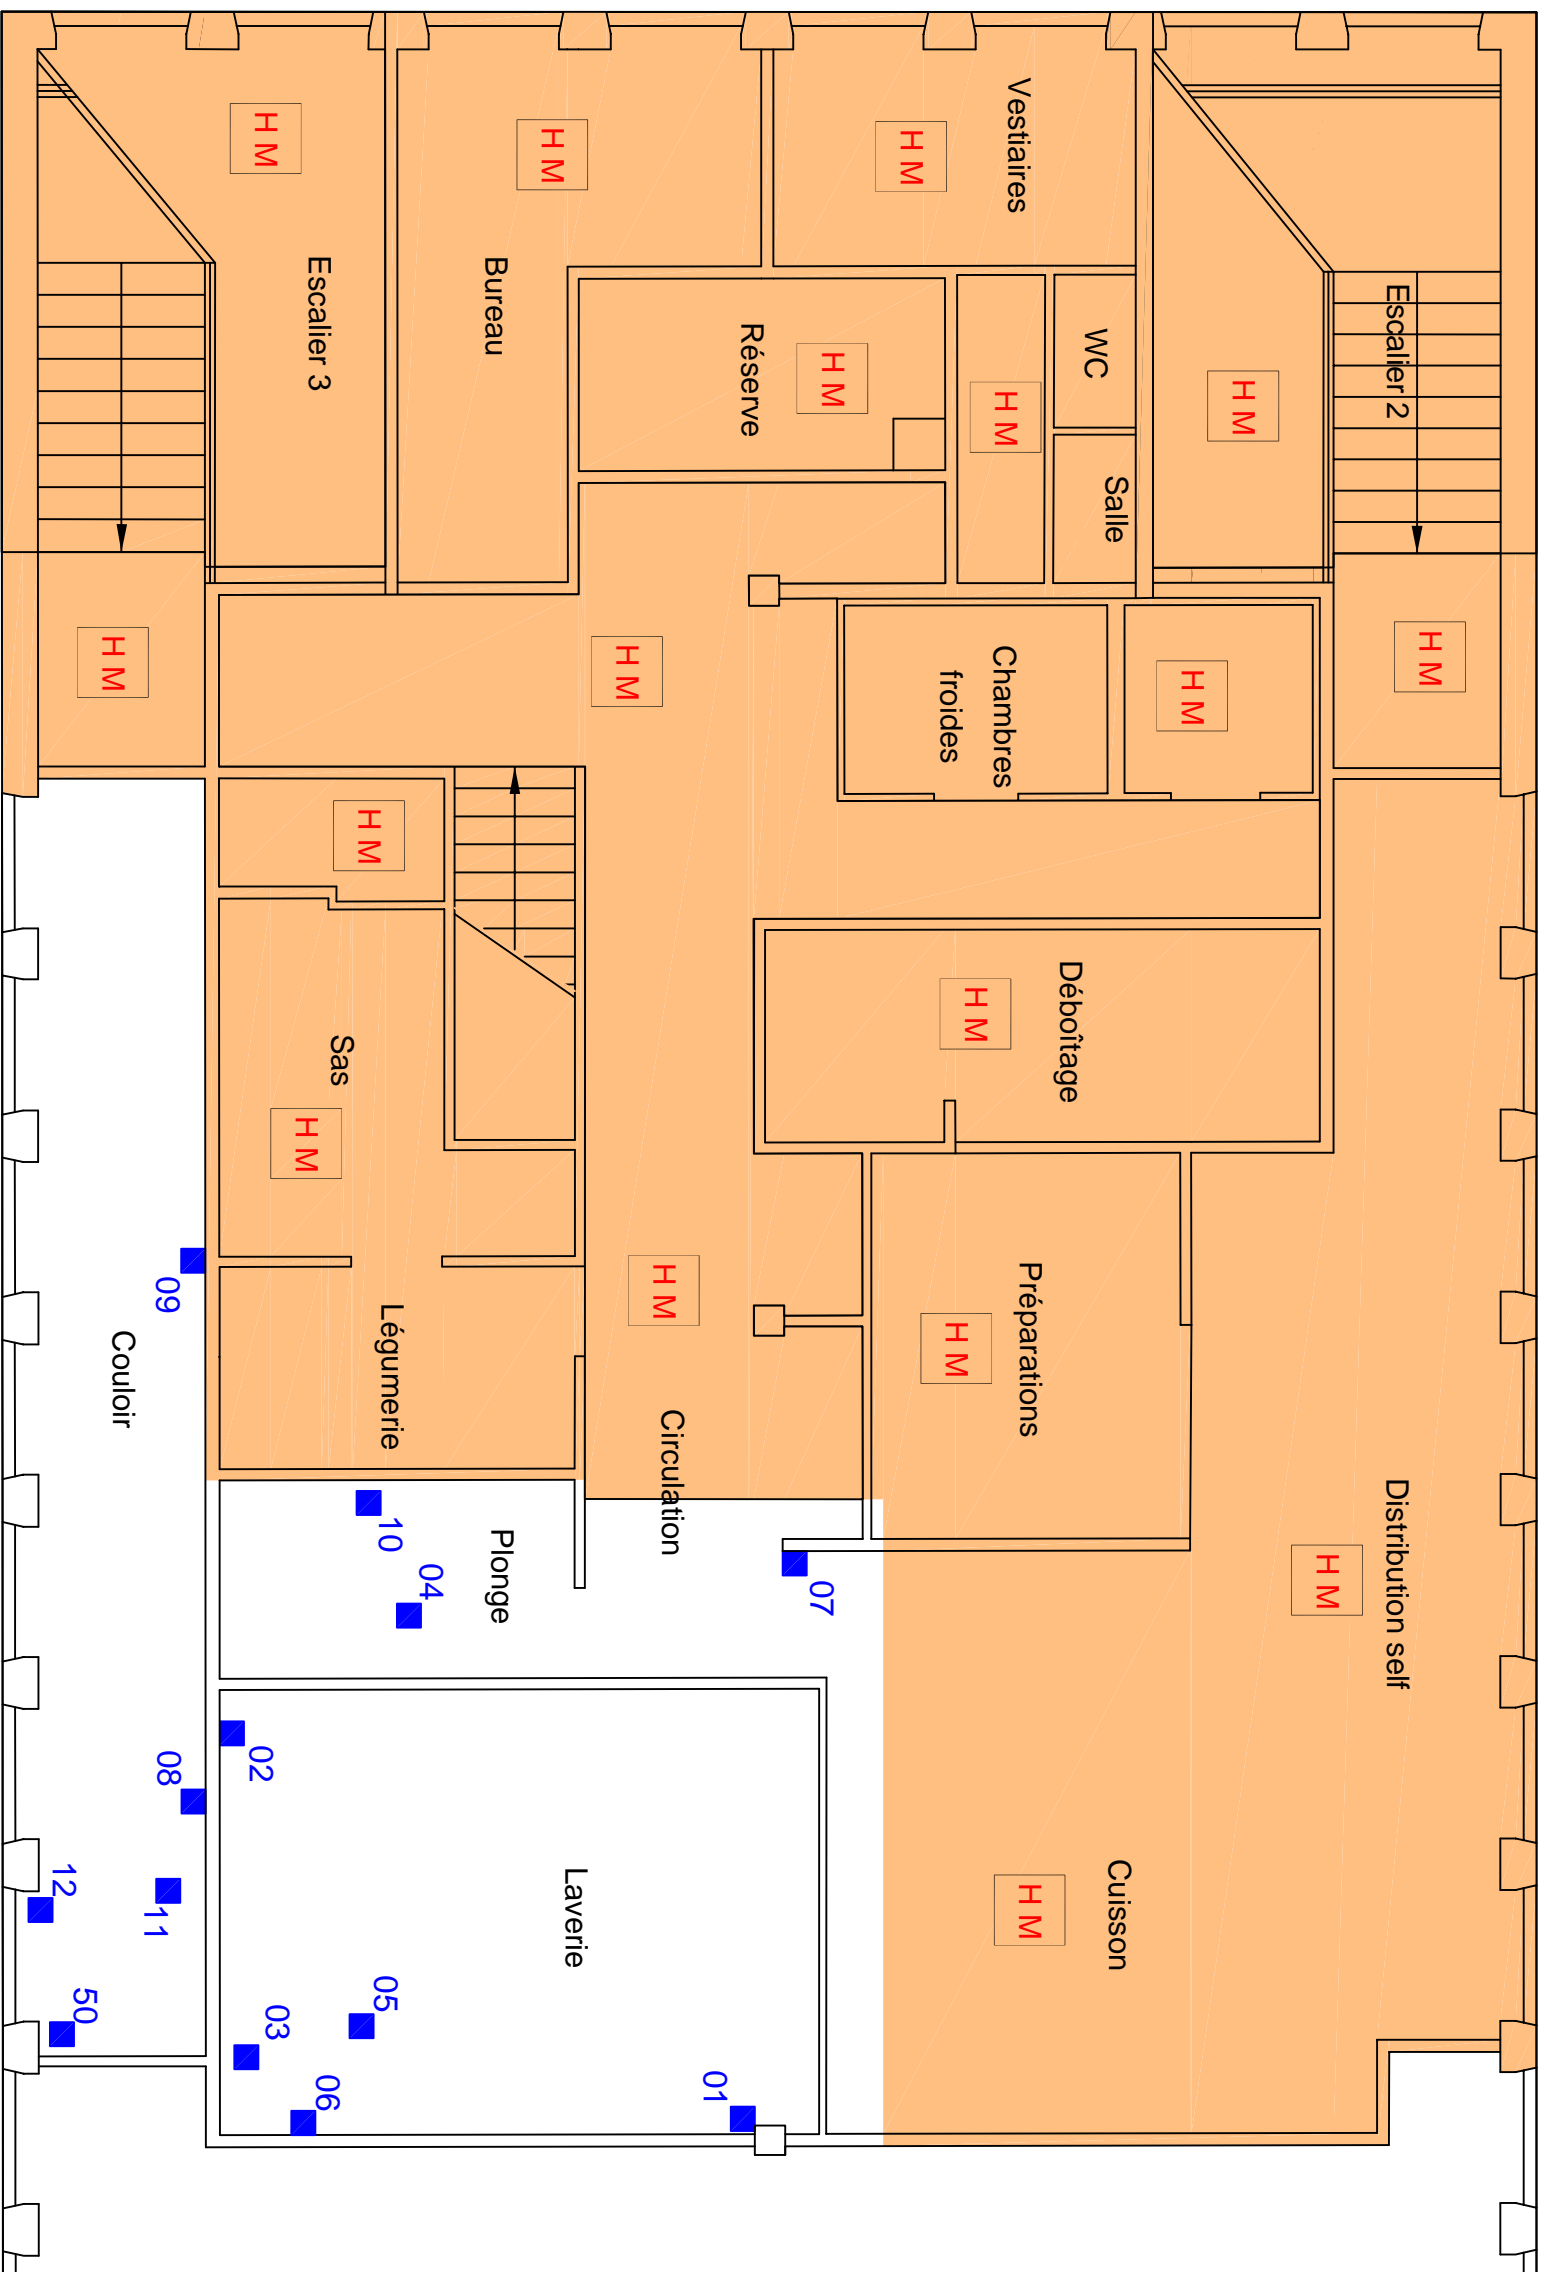 Escalier 2
Distribution self
H M
H M
H M
H M
Salle
Cuisson
WC
Déboîtage
Préparations
H M
Vestiaires
H M
Chambres
froides
H M
H M
H M
H M
07
Réserve
01
Circulation
H M
H M
Laverie
H M
Plonge
Bureau
04
10
Légumerie
05
H M
Sas
06
Escalier 3
H M
03
H M
02
09
08
11
Couloir
H M
50
12